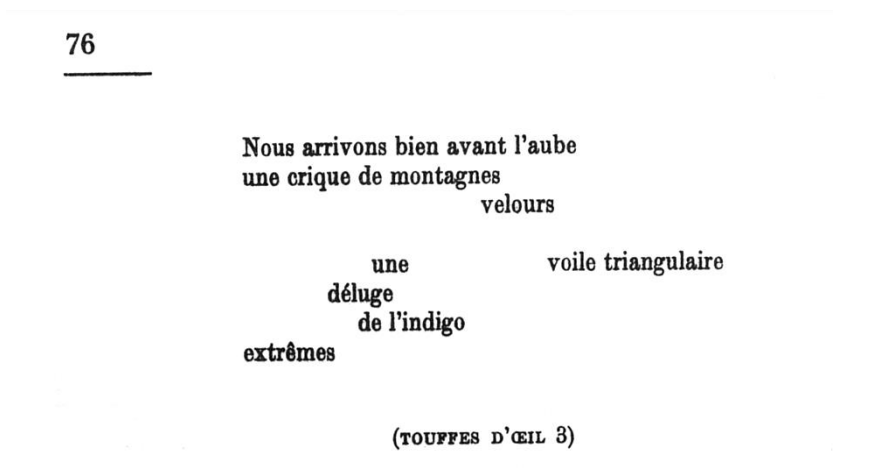 76
Nous arrivons bien avant l'aube
une crique de montagnes
velours
une voile triangulaire
déluge
de l'indigo
extrêmes
(TOUFFES D'ŒIL 3)